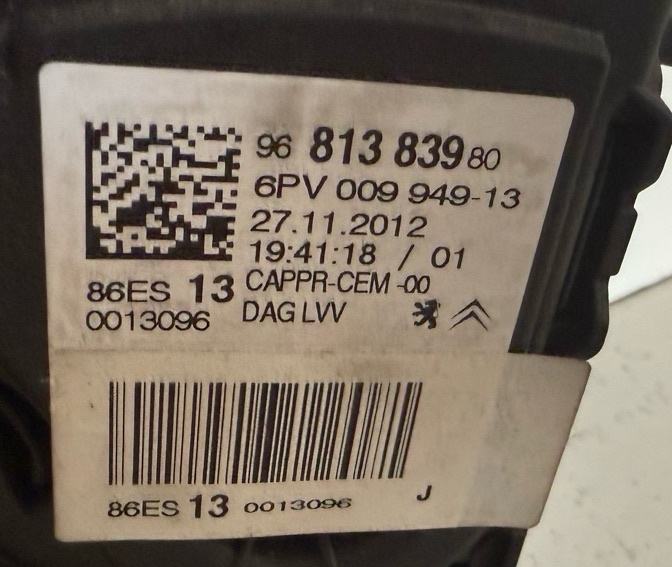 96 813 839 80
6PV 009 949-13
27.11.2012
19:41:18 / 01
86ES 13 CAPPR-CEM -00
0013096 DAG LVV
86ES 13 0013096 J